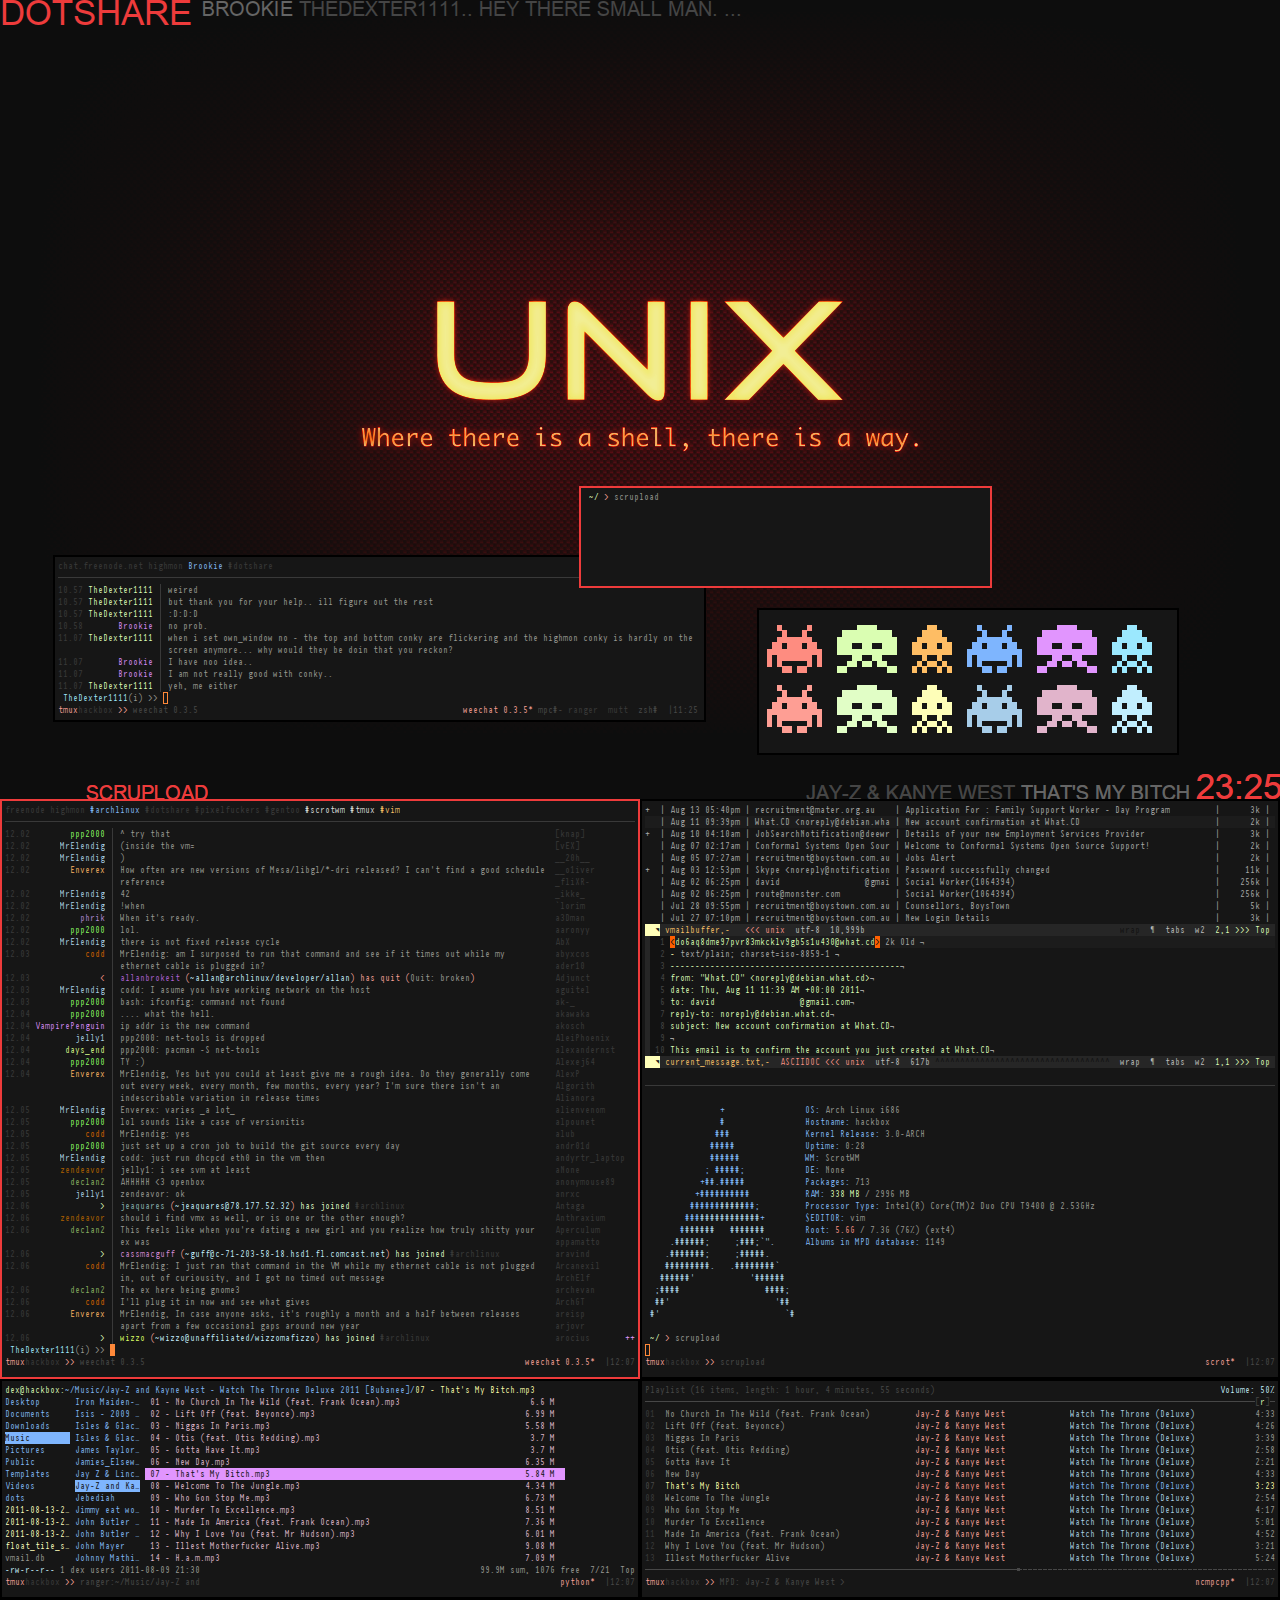 DOTSHARE BROOKIE THEDEXTER1111.. HEY THERE SMALL MAN. ...
UNIX
Where there is a shell, there is a way.
~/ > scrupload
chat.freenode.net highmon Brookie #dotshare
10.57 TheDexter1111 | weired
10.57 TheDexter1111 | but thank you for your help.. ill figure out the rest
10.57 TheDexter1111 | :D:D:D
10.58 Brookie | no prob.
11.07 TheDexter1111 | when i set own_window no - the top and bottom conky are flickering and the highmon conky is hardly on the
screen anymore... why would they be doin that you reckon?
11.07 Brookie | I have noo idea..
11.07 Brookie | I am not really good with conky..
11.07 TheDexter1111 | yeh, me either
TheDexter1111(i) >>
tmux hackbox >> weechat 0.3.5 weechat 0.3.5* mpc#- ranger mutt zsh# |11:25
SCRUPLOAD JAY-Z & KANYE WEST THAT'S MY BITCH 23:25
freenode highmon #archlinux #dotshare #pixelfuckers #gentoo #scrotwm #tmux #vim
12.02 ppp2000 | ^ try that
12.02 MrElendig | (inside the vm=
12.02 MrElendig | )
12.02 Enverex | How often are new versions of Mesa/libgl/*-dri released? I can't find a good schedule
reference
12.02 MrElendig | 42
12.02 MrElendig | !when
12.02 phrik | When it's ready.
12.02 ppp2000 | lol.
12.02 MrElendig | there is not fixed release cycle
12.03 codd | MrElendig: am I surposed to run that command and see if it times out while my
ethernet cable is plugged in?
12.03 < | allanbrokeit (~allan@archlinux/developer/allan) has quit (Quit: broken)
12.03 MrElendig | codd: I asume you have working network on the host
12.03 ppp2000 | bash: ifconfig: command not found
12.03 ppp2000 | .... what the hell.
12.04 VampirePenguin | ip addr is the new command
12.04 jelly1 | ppp2000: net-tools is dropped
12.04 days_end | ppp2000: pacman -S net-tools
12.04 ppp2000 | TY :)
12.04 Enverex | MrElendig, Yes but you could at least give me a rough idea. Do they generally come
out every week, every month, few months, every year? I'm sure there isn't an
indescribable variation in release times
12.05 MrElendig | Enverex: varies _a lot_
12.05 ppp2000 | lol sounds like a case of versionitis
12.05 codd | MrElendig: yes
12.05 ppp2000 | just set up a cron job to build the git source every day
12.05 MrElendig | codd: just run dhcpcd eth0 in the vm then
12.05 zendeavor | jelly1: i see svm at least
12.05 declan2 | AHHHHH <3 openbox
12.05 jelly1 | zendeavor: ok
12.06 > | jeaquares (~jeaquares@78.177.52.32) has joined #archlinux
12.06 zendeavor | should i find vmx as well, or is one or the other enough?
12.06 declan2 | This feels like when you're dating a new girl and you realize how truly shitty your
ex was
12.06 > | cassmacguff (~guff@c-71-203-58-18.hsd1.fl.comcast.net) has joined #archlinux
12.06 codd | MrElendig: I just ran that command in the VM while my ethernet cable is not plugged
in, out of curiousity, and I got no timed out message
12.06 declan2 | The ex here being gnome3
12.06 codd | I'll plug it in now and see what gives
12.06 Enverex | MrElendig, In case anyone asks, it's roughly a month and a half between releases
apart from a few occasional gaps around new year
12.06 > | wizzo (~wizzo@unaffiliated/wizzomafizzo) has joined #archlinux ++
TheDexter1111(i) >>
tmux hackbox >> weechat 0.3.5 weechat 0.3.5* |12:07
+ | Aug 13 05:40pm | recruitment@mater.org.au | Application For : Family Support Worker - Day Program | 3k |
| Aug 11 09:39pm | What.CD <noreply@debian.wha | New account confirmation at What.CD | 2k |
+ | Aug 10 04:10am | JobSearchNotification@deewr | Details of your new Employment Services Provider | 3k |
| Aug 07 02:17am | Conformal Systems Open Sour | Welcome to Conformal Systems Open Source Support! | 2k |
| Aug 05 07:27am | recruitment@boystown.com.au | Jobs Alert | 2k |
+ | Aug 03 12:53pm | Skype <noreply@notification | Password successfully changed | 11k |
| Aug 02 06:25pm | david @gmai | Social Worker(1064394) | 256k |
| Aug 02 06:25pm | route@monster.com | Social Worker(1064394) | 256k |
| Jul 28 09:55pm | recruitment@boystown.com.au | Counsellors, BoysTown | 5k |
| Jul 27 07:10pm | recruitment@boystown.com.au | New Login Details | 3k |
vmailbuffer,- <<< unix utf-8 10,999b wrap ¶ tabs w2 2,1 >>> Top
1 <do6aq8dme97pvr83mkcklv9gb5s1u430@what.cd> 2k Old ¬
2 - text/plain; charset=iso-8859-1 ¬
3 ----------------------------------------------¬
4 from: "What.CD" <noreply@debian.what.cd>¬
5 date: Thu, Aug 11 11:39 AM +00:00 2011¬
6 to: david @gmail.com¬
7 reply-to: noreply@debian.what.cd¬
8 subject: New account confirmation at What.CD¬
9 ¬
10 This email is to confirm the account you just created at What.CD¬
current_message.txt,- ASCIIDOC <<< unix utf-8 617b wrap ¶ tabs w2 1,1 >>> Top
OS: Arch Linux i686
Hostname: hackbox
Kernel Release: 3.0-ARCH
Uptime: 0:28
WM: ScrotWM
DE: None
Packages: 713
RAM: 338 MB / 2996 MB
Processor Type: Intel(R) Core(TM)2 Duo CPU T9400 @ 2.53GHz
$EDITOR: vim
Root: 5.6G / 7.3G (76%) (ext4)
Albums in MPD database: 1149
~/ > scrupload
tmux hackbox >> scrupload scrot* |12:07
dex@hackbox:~/Music/Jay-Z and Kayne West - Watch The Throne Deluxe 2011 [Bubanee]/07 - That's My Bitch.mp3
Desktop Iron Maiden-… 01 - No Church In The Wild (feat. Frank Ocean).mp3 6.6 M
Documents Isis - 2009 … 02 - Lift Off (feat. Beyonce).mp3 6.99 M
Downloads Isles & Glac… 03 - Niggas In Paris.mp3 5.58 M
Music Isles & Glac… 04 - Otis (feat. Otis Redding).mp3 3.7 M
Pictures James Taylor… 05 - Gotta Have It.mp3 3.7 M
Public Jamies_Elsew… 06 - New Day.mp3 6.35 M
Templates Jay Z & Linc… 07 - That's My Bitch.mp3 5.84 M
Videos Jay-Z and Ka… 08 - Welcome To The Jungle.mp3 4.34 M
dots Jebediah 09 - Who Gon Stop Me.mp3 6.73 M
2011-08-13-2… Jimmy eat wo… 10 - Murder To Excellence.mp3 8.51 M
2011-08-13-2… John Butler … 11 - Made In America (feat. Frank Ocean).mp3 7.36 M
2011-08-13-2… John Butler … 12 - Why I Love You (feat. Mr Hudson).mp3 6.01 M
float_tile_s… John Mayer 13 - Illest Motherfucker Alive.mp3 9.08 M
vmail.db Johnny Mathi… 14 - H.a.m.mp3 7.09 M
-rw-r--r-- 1 dex users 2011-08-09 21:30 99.9M sum, 107G free 7/21 Top
tmux hackbox >> ranger:~/Music/Jay-Z and python* |12:07
Playlist (16 items, length: 1 hour, 4 minutes, 55 seconds) Volume: 50%
[r]
01 No Church In The Wild (feat. Frank Ocean) Jay-Z & Kanye West Watch The Throne (Deluxe) 4:33
02 Lift Off (feat. Beyonce) Jay-Z & Kanye West Watch The Throne (Deluxe) 4:26
03 Niggas In Paris Jay-Z & Kanye West Watch The Throne (Deluxe) 3:39
04 Otis (feat. Otis Redding) Jay-Z & Kanye West Watch The Throne (Deluxe) 2:58
05 Gotta Have It Jay-Z & Kanye West Watch The Throne (Deluxe) 2:21
06 New Day Jay-Z & Kanye West Watch The Throne (Deluxe) 4:33
07 That's My Bitch Jay-Z & Kanye West Watch The Throne (Deluxe) 3:23
08 Welcome To The Jungle Jay-Z & Kanye West Watch The Throne (Deluxe) 2:54
09 Who Gon Stop Me Jay-Z & Kanye West Watch The Throne (Deluxe) 4:17
10 Murder To Excellence Jay-Z & Kanye West Watch The Throne (Deluxe) 5:01
11 Made In America (feat. Frank Ocean) Jay-Z & Kanye West Watch The Throne (Deluxe) 4:52
12 Why I Love You (feat. Mr Hudson) Jay-Z & Kanye West Watch The Throne (Deluxe) 3:21
13 Illest Motherfucker Alive Jay-Z & Kanye West Watch The Throne (Deluxe) 5:24
tmux hackbox >> MPD: Jay-Z & Kanye West > ncmpcpp* |12:07